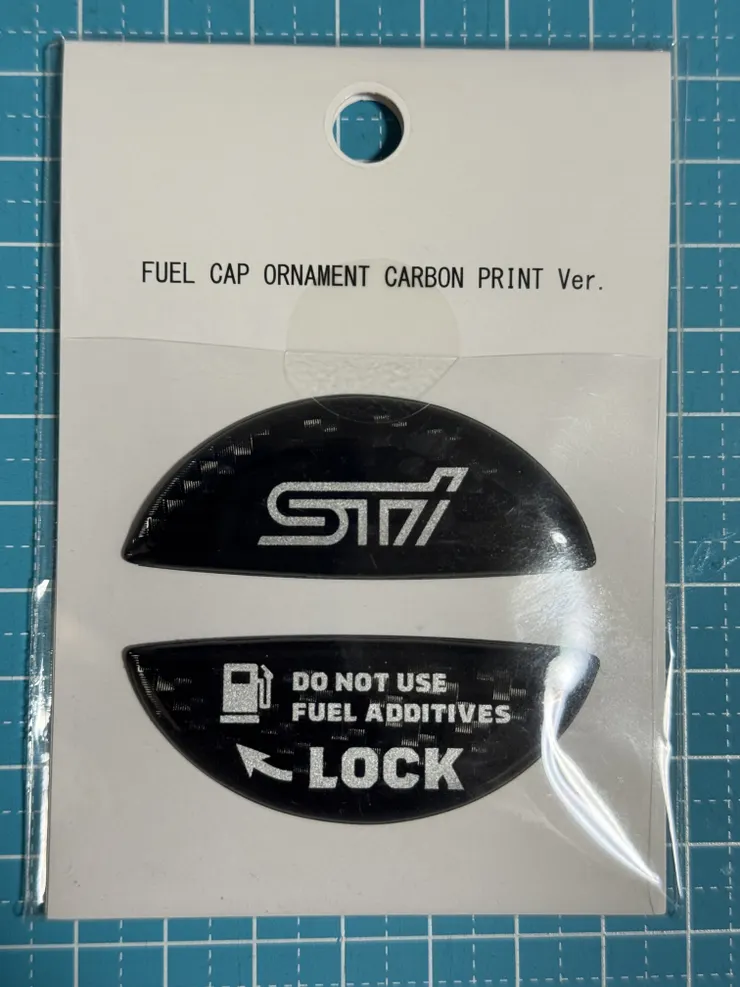 FUEL CAP ORNAMENT CARBON PRINT Ver.
STi
DO NOT USE
FUEL ADDITIVES
LOCK